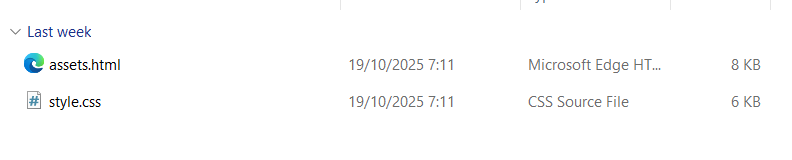 Last week
assets.html 19/10/2025 7:11 Microsoft Edge HT... 8 KB
style.css 19/10/2025 7:11 CSS Source File 6 KB